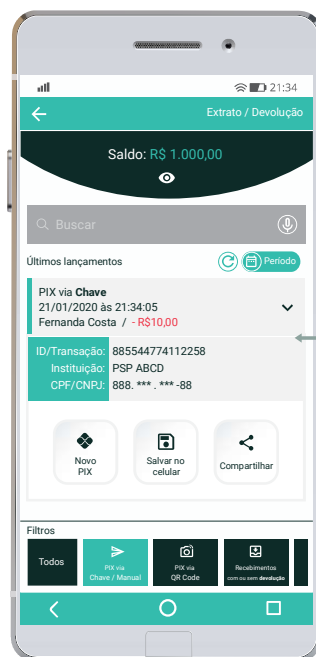 21:34
Extrato / Devolução
Saldo: R$ 1.000,00
Buscar
Últimos lançamentos
Período
PIX via Chave
21/01/2020 às 21:34:05
Fernanda Costa / - R$10,00
ID/Transação: 885544774112258
Instituição: PSP ABCD
CPF/CNPJ: 888. *** . *** -88
Novo
PIX
Salvar no
celular
Compartilhar
Filtros
Todos
PIX via
Chave / Manual
PIX via
QR Code
Recebimentos
com ou sem devolução